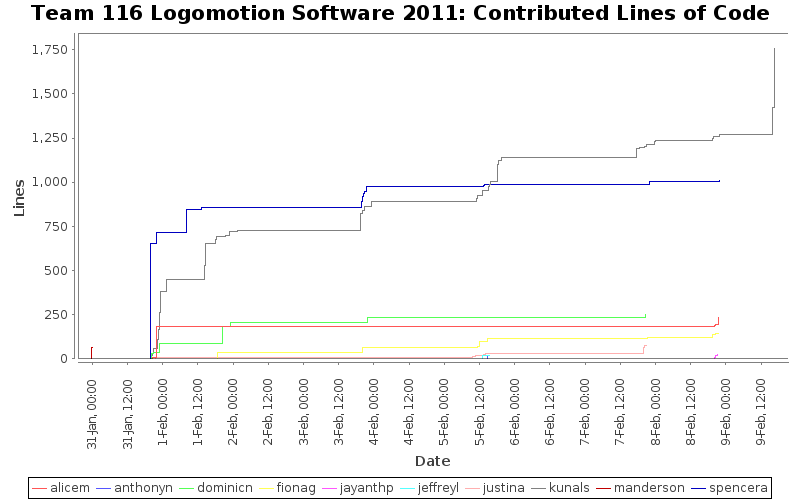 Team 116 Logomotion Software 2011: Contributed Lines of Code
1,750
1,500
1,250
1,000
750
500
250
0
Lines
31-Jan, 00:00
31-Jan, 12:00
1-Feb, 00:00
1-Feb, 12:00
2-Feb, 00:00
2-Feb, 12:00
3-Feb, 00:00
3-Feb, 12:00
4-Feb, 00:00
4-Feb, 12:00
5-Feb, 00:00
5-Feb, 12:00
6-Feb, 00:00
6-Feb, 12:00
7-Feb, 00:00
7-Feb, 12:00
8-Feb, 00:00
8-Feb, 12:00
9-Feb, 00:00
9-Feb, 12:00
Date
alicem anthonyn dominicn fionag jayanthp jeffreyl justina kunals manderson spencera